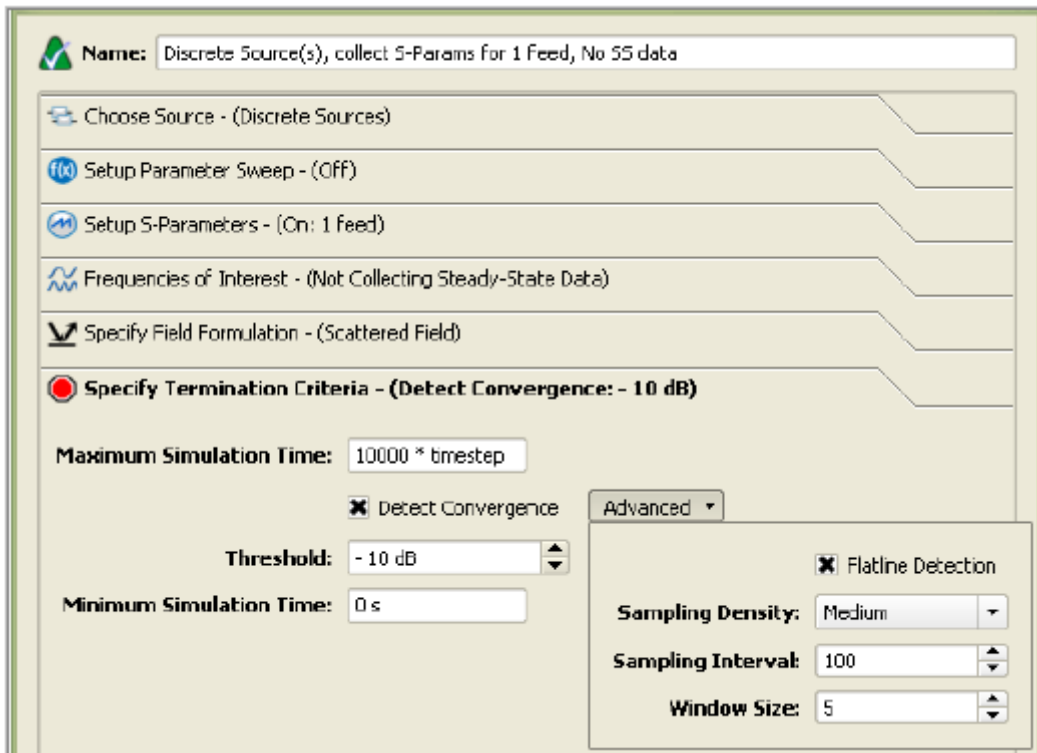 Name: Discrete Source(s), collect S-Params for 1 Feed, No SS data
Choose Source - (Discrete Sources)
f(x) Setup Parameter Sweep - (Off)
Setup S-Parameters - (On: 1 feed)
Frequencies of Interest - (Not Collecting Steady-State Data)
Specify Field Formulation - (Scattered Field)
Specify Termination Criteria - (Detect Convergence: - 10 dB)
Maximum Simulation Time: 10000 * timestep
Detect Convergence Advanced
Threshold: - 10 dB
Minimum Simulation Time: 0 s
Flatline Detection
Sampling Density: Medium
Sampling Interval: 100
Window Size: 5